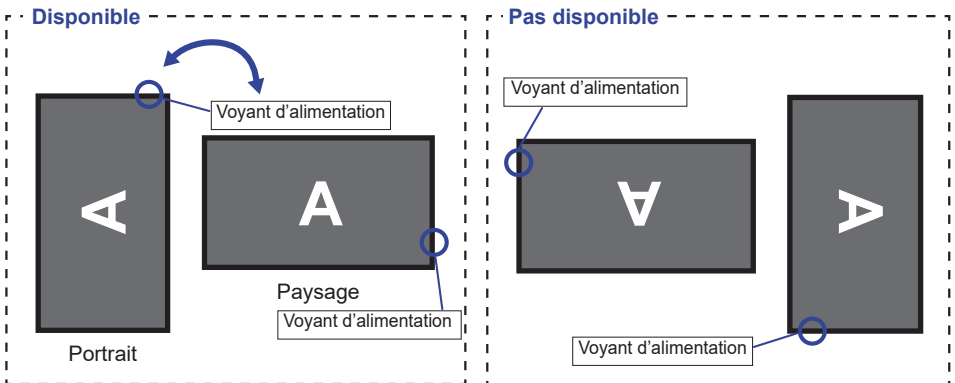 Disponible
Voyant d’alimentation
A
A
Paysage
Voyant d’alimentation
Portrait
Pas disponible
Voyant d’alimentation
A
A
Voyant d’alimentation